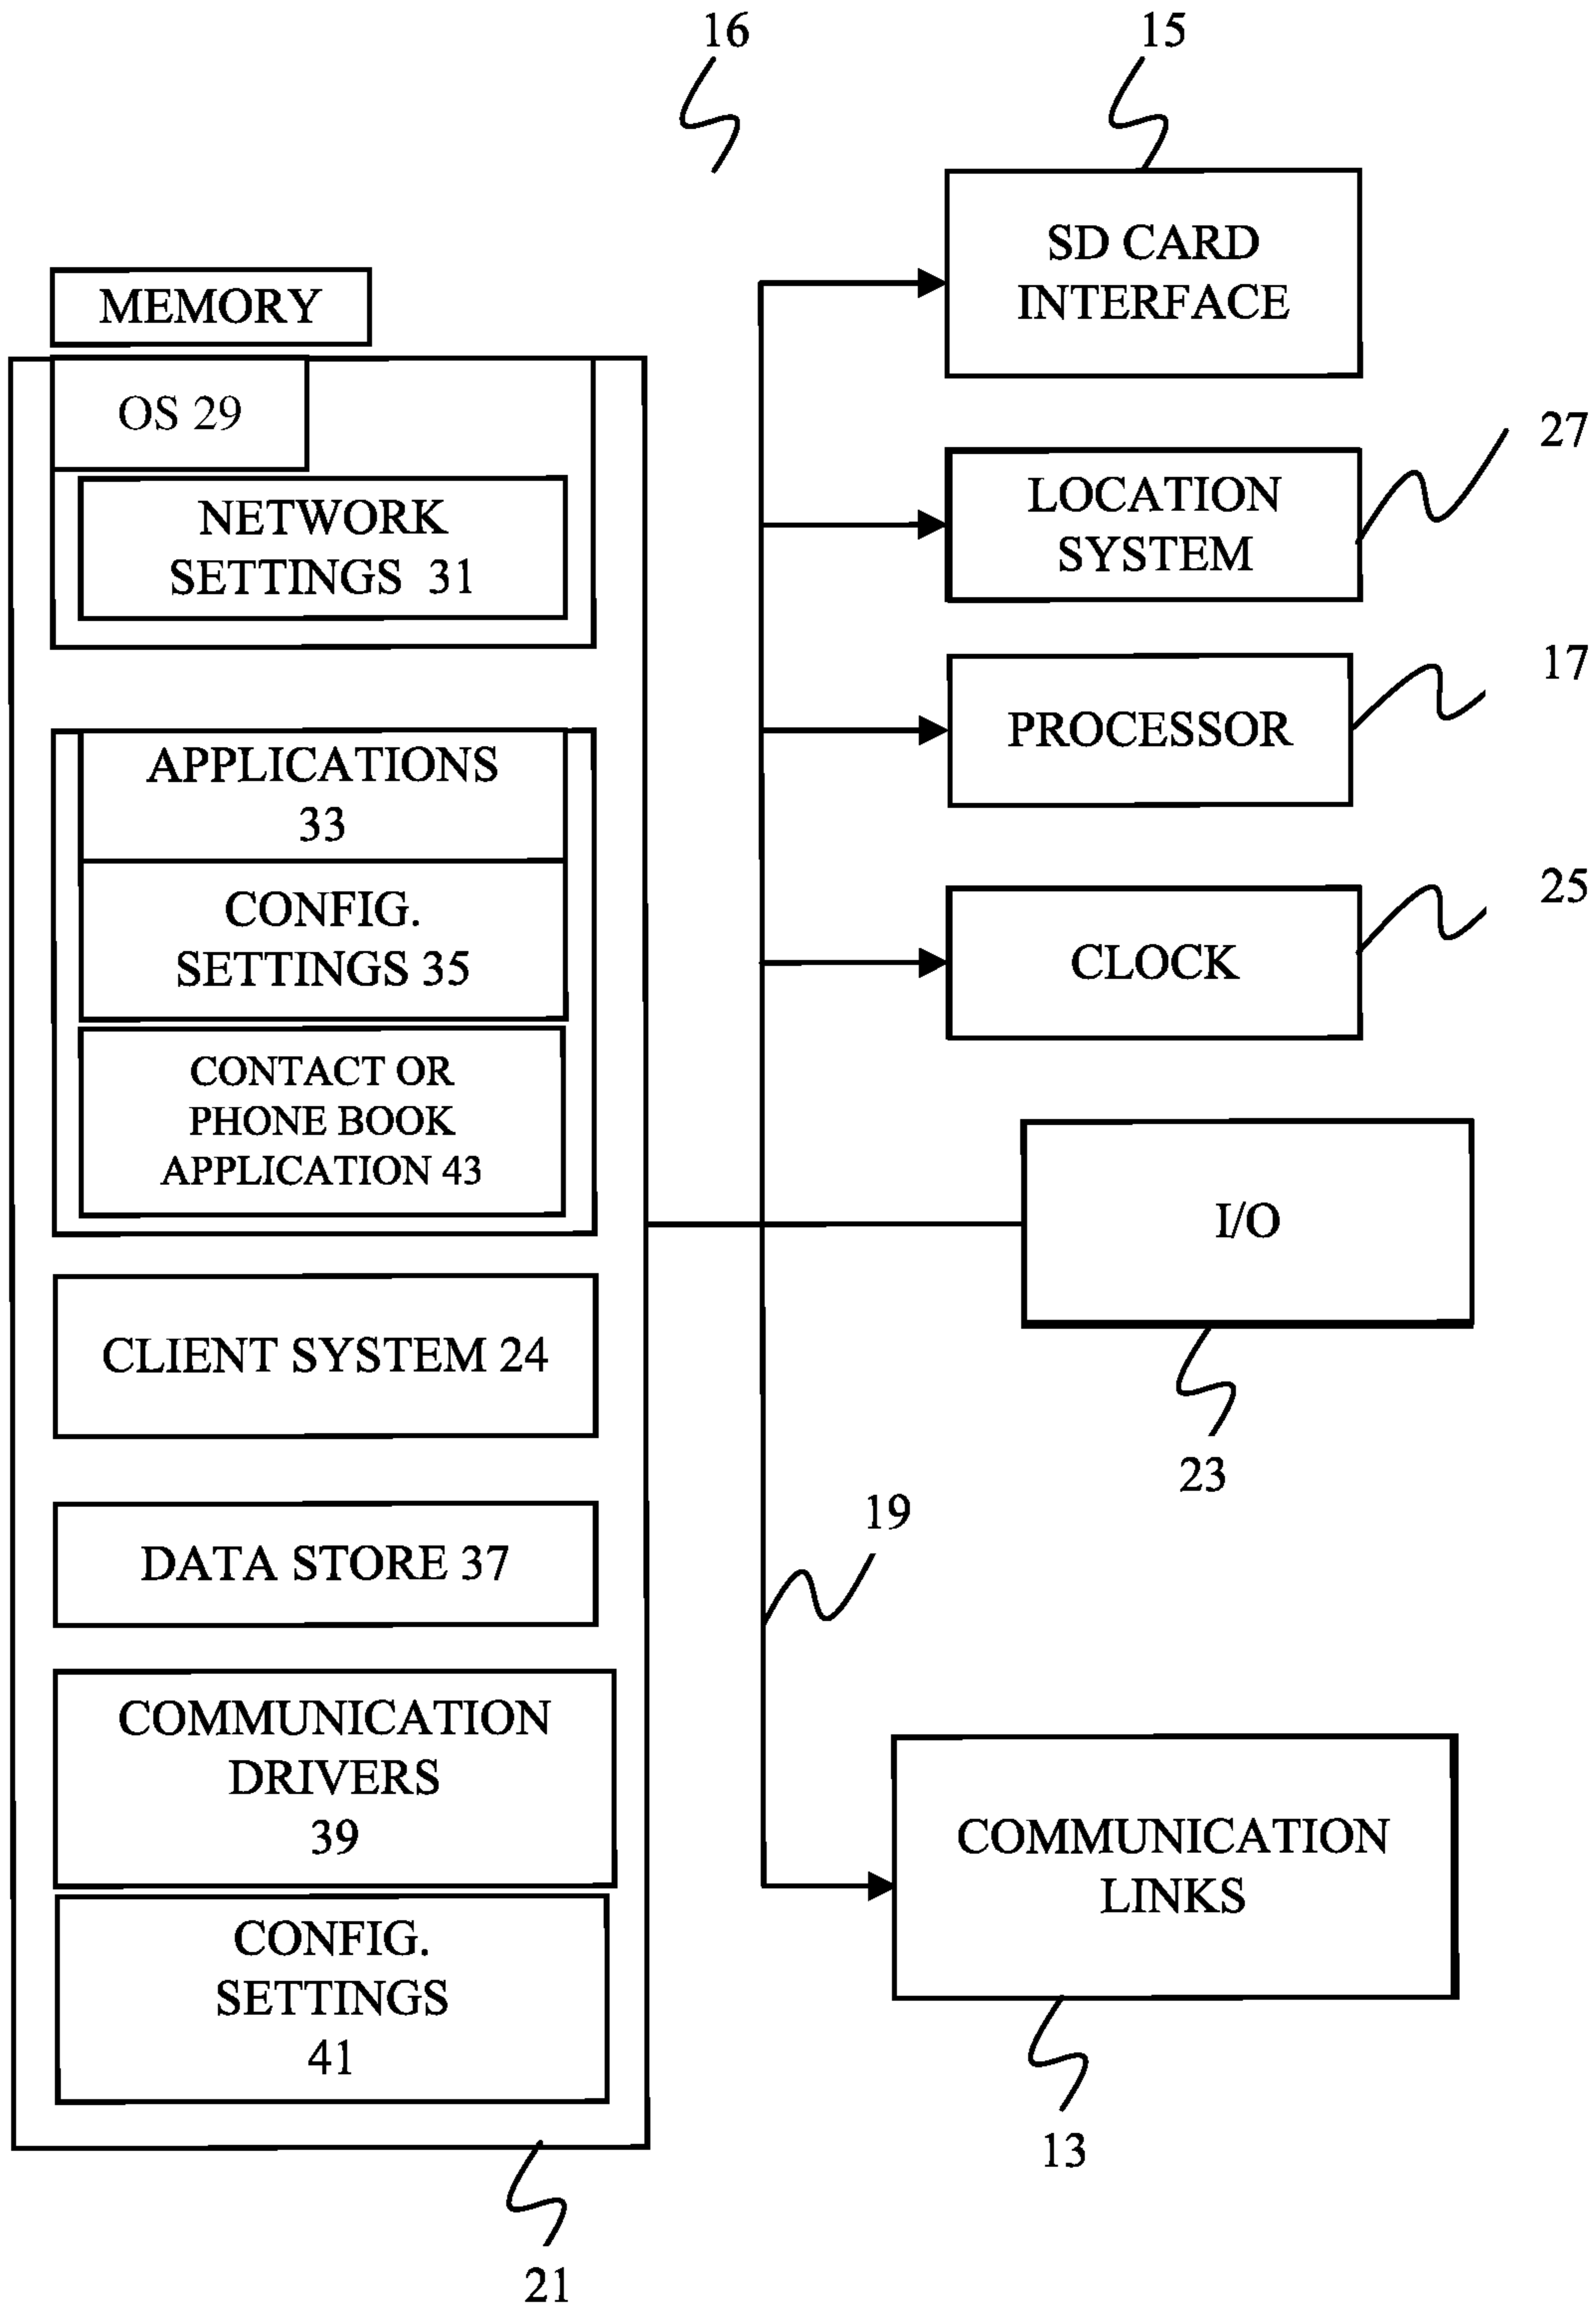 16
15
SD CARD
INTERFACE
MEMORY
OS 29
NETWORK
SETTINGS 31
LOCATION
SYSTEM
27
PROCESSOR
17
APPLICATIONS
33
CONFIG.
SETTINGS 35
CONTACT OR
PHONE BOOK
APPLICATION 43
CLOCK
25
I/O
23
CLIENT SYSTEM 24
DATA STORE 37
19
COMMUNICATION
DRIVERS
39
CONFIG.
SETTINGS
41
COMMUNICATION
LINKS
13
21